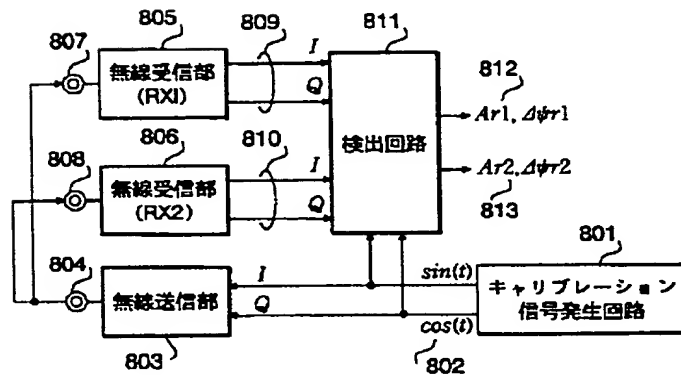 805
809
811
807
無線受信部
(RX1)
I
Q
812
Ar1, Δψr1
検出回路
806
810
808
無線受信部
(RX2)
I
Q
Ar2, Δψr2
813
801
804
無線送信部
I
Q
sin(t)
cos(t)
キャリブレーション
信号発生回路
803
802